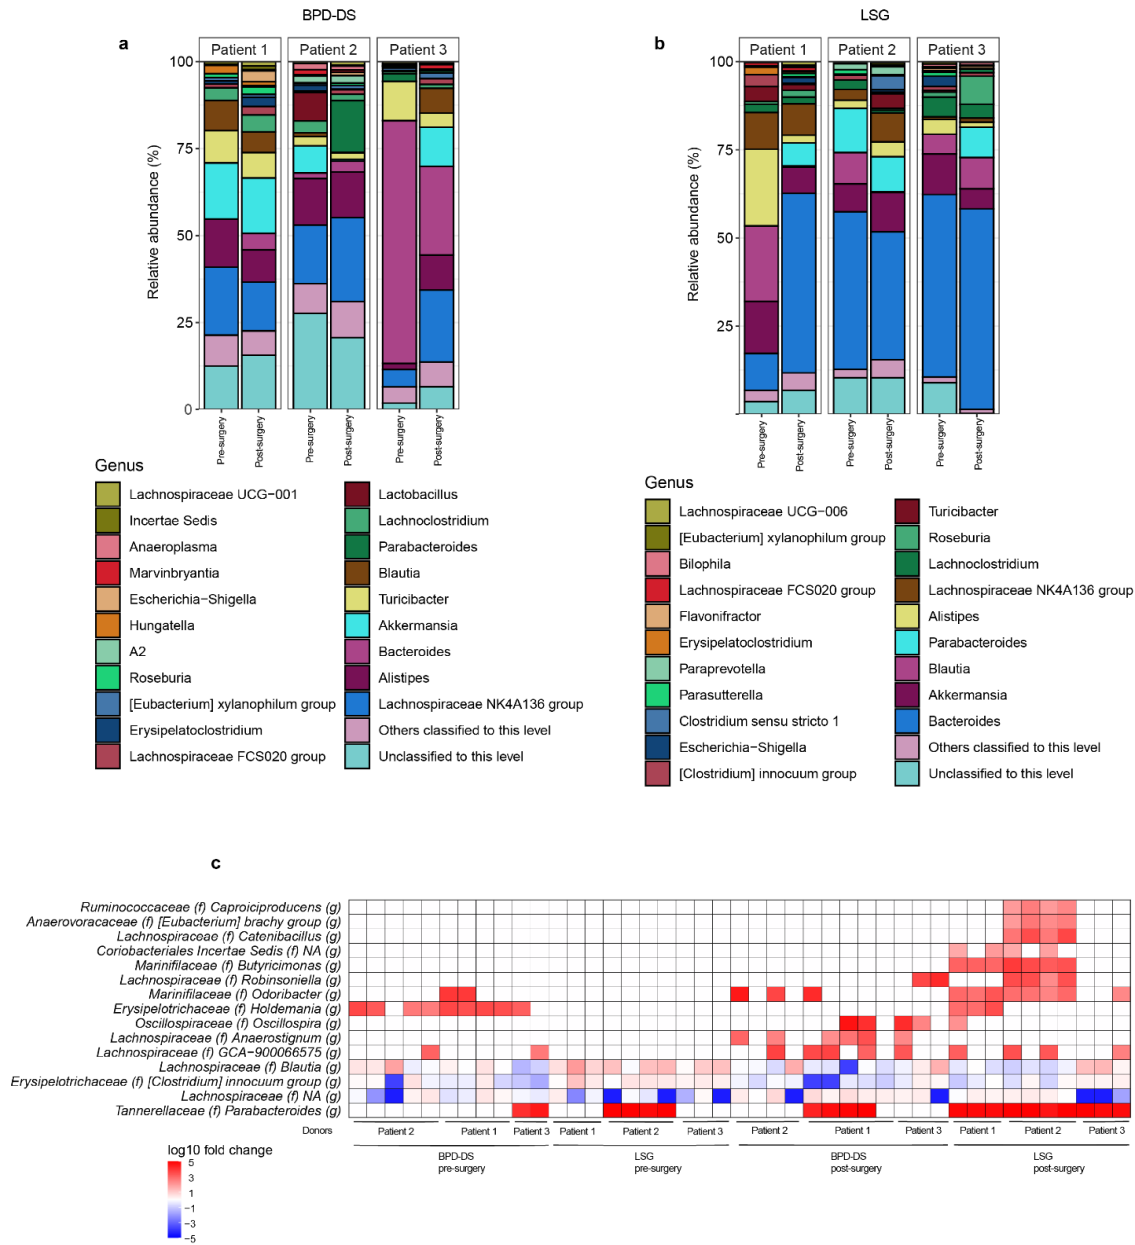 BPD-DS
LSG
a
b
Patient 1
Patient 2
Patient 3
Patient 1
Patient 2
Patient 3
Relative abundance (%)
100
75
50
25
0
Relative abundance (%)
100
75
50
25
Pre-surgery
Post-surgery
Pre-surgery
Post-surgery
Pre-surgery
Post-surgery
Pre-surgery
Post-surgery
Pre-surgery
Post-surgery
Pre-surgery
Post-surgery
Genus
Lachnospiraceae UCG−001
Incertae Sedis
Anaeroplasma
Marvinbryantia
Escherichia−Shigella
Hungatella
A2
Roseburia
[Eubacterium] xylanophilum group
Erysipelatoclostridium
Lachnospiraceae FCS020 group
Lactobacillus
Lachnoclostridium
Parabacteroides
Blautia
Turicibacter
Akkermansia
Bacteroides
Alistipes
Lachnospiraceae NK4A136 group
Others classified to this level
Unclassified to this level
Genus
Lachnospiraceae UCG−006
[Eubacterium] xylanophilum group
Bilophila
Lachnospiraceae FCS020 group
Flavonifractor
Erysipelatoclostridium
Paraprevotella
Parasutterella
Clostridium sensu stricto 1
Escherichia−Shigella
[Clostridium] innocuum group
Turicibacter
Roseburia
Lachnoclostridium
Lachnospiraceae NK4A136 group
Alistipes
Parabacteroides
Blautia
Akkermansia
Bacteroides
Others classified to this level
Unclassified to this level
c
Ruminococcaceae (f) Caproiciproducens (g)
Anaerovoracaceae (f) [Eubacterium] brachy group (g)
Lachnospiraceae (f) Catenibacillus (g)
Coriobacteriales Incertae Sedis (f) NA (g)
Marinifilaceae (f) Butyricimonas (g)
Lachnospiraceae (f) Robinsoniella (g)
Marinifilaceae (f) Odoribacter (g)
Erysipelotrichaceae (f) Holdemania (g)
Oscillospiraceae (f) Oscillospira (g)
Lachnospiraceae (f) Anaerostignum (g)
Lachnospiraceae (f) GCA−900066575 (g)
Lachnospiraceae (f) Blautia (g)
Erysipelotrichaceae (f) [Clostridium] innocuum group (g)
Lachnospiraceae (f) NA (g)
Tannerellaceae (f) Parabacteroides (g)
Donors
Patient 2
Patient 1
Patient 3
Patient 1
Patient 2
Patient 3
Patient 2
Patient 1
Patient 3
Patient 1
Patient 2
Patient 3
BPD-DS
pre-surgery
LSG
pre-surgery
BPD-DS
post-surgery
LSG
post-surgery
log10 fold change
5
3
1
−1
−3
−5